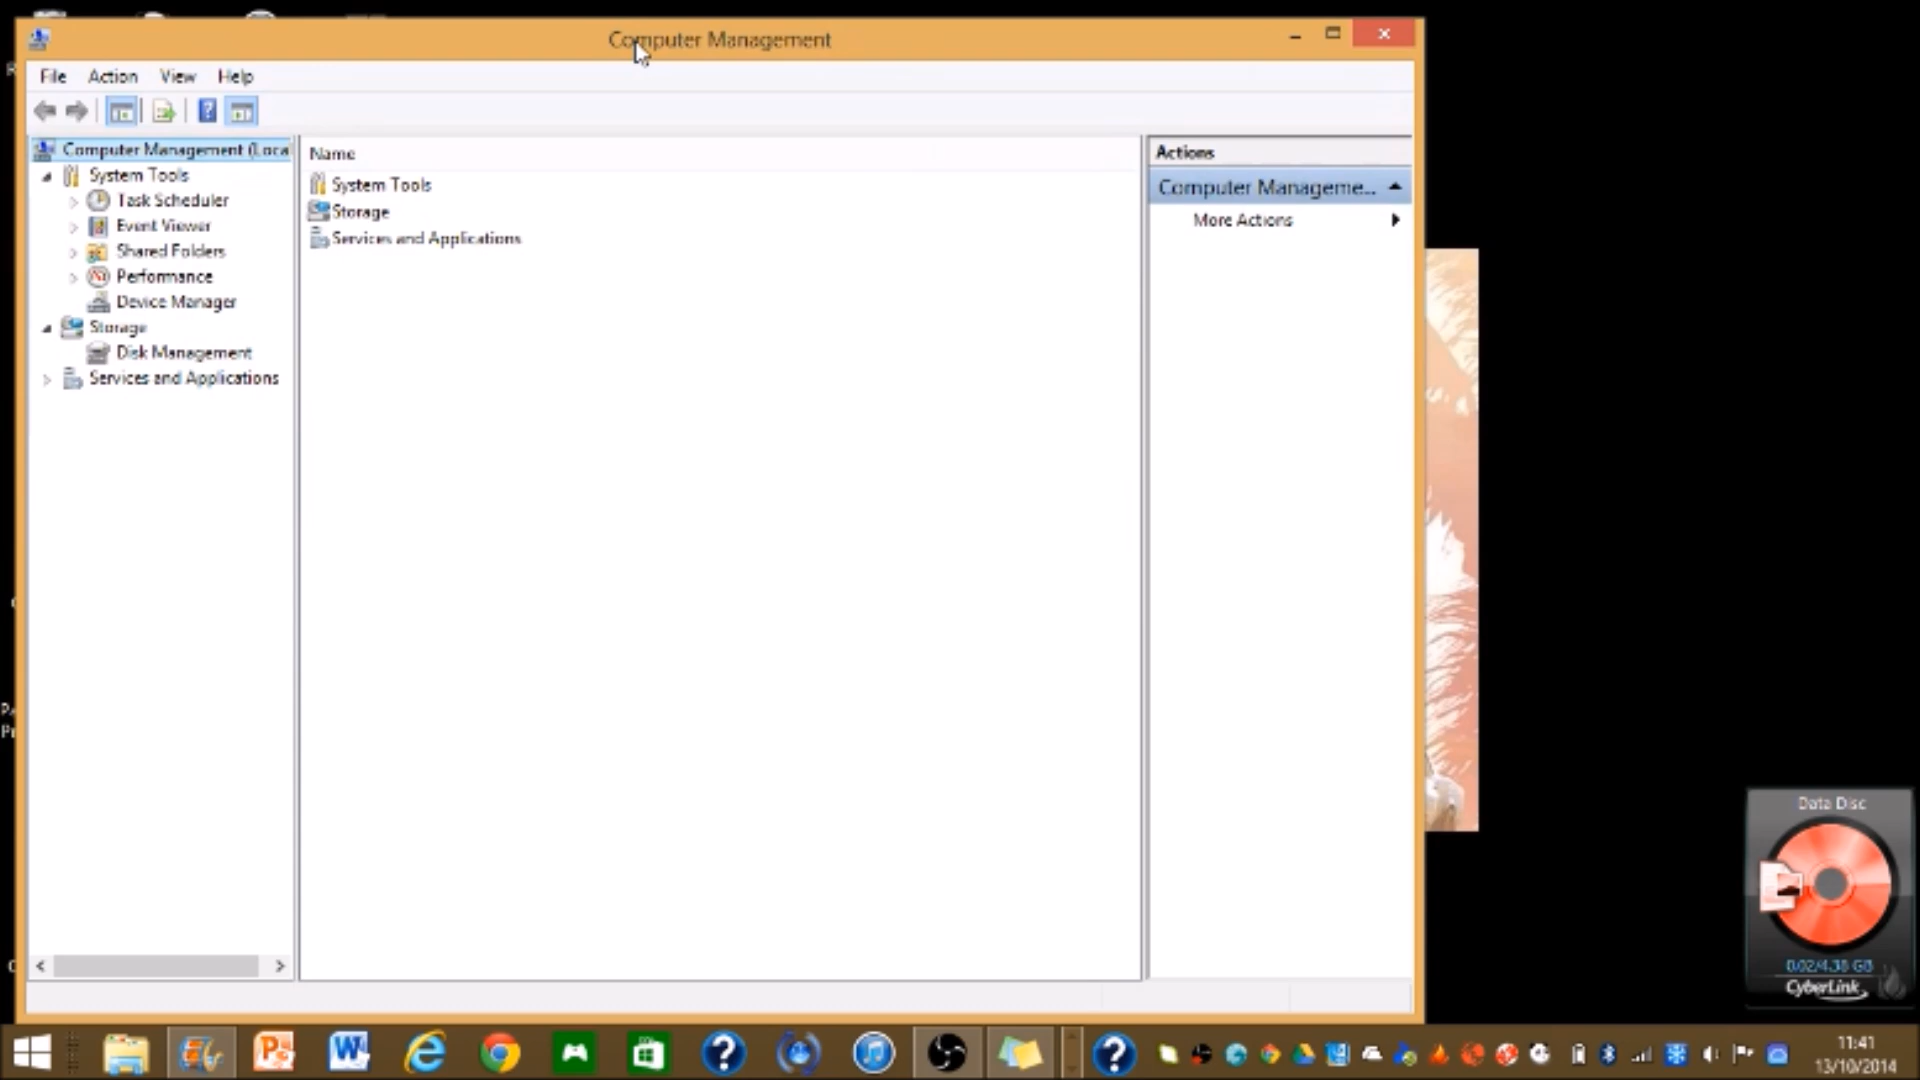 Computer Management
File Action View Help
Computer Management (Loca
System Tools
Task Scheduler
Event Viewer
Shared Folders
Performance
Device Manager
Storage
Disk Management
Services and Applications
Name
System Tools
Storage
Services and Applications
Actions
Computer Manageme...
More Actions
Data Disc
0.02/4.38 GB
CyberLink
11:41
13/10/2014